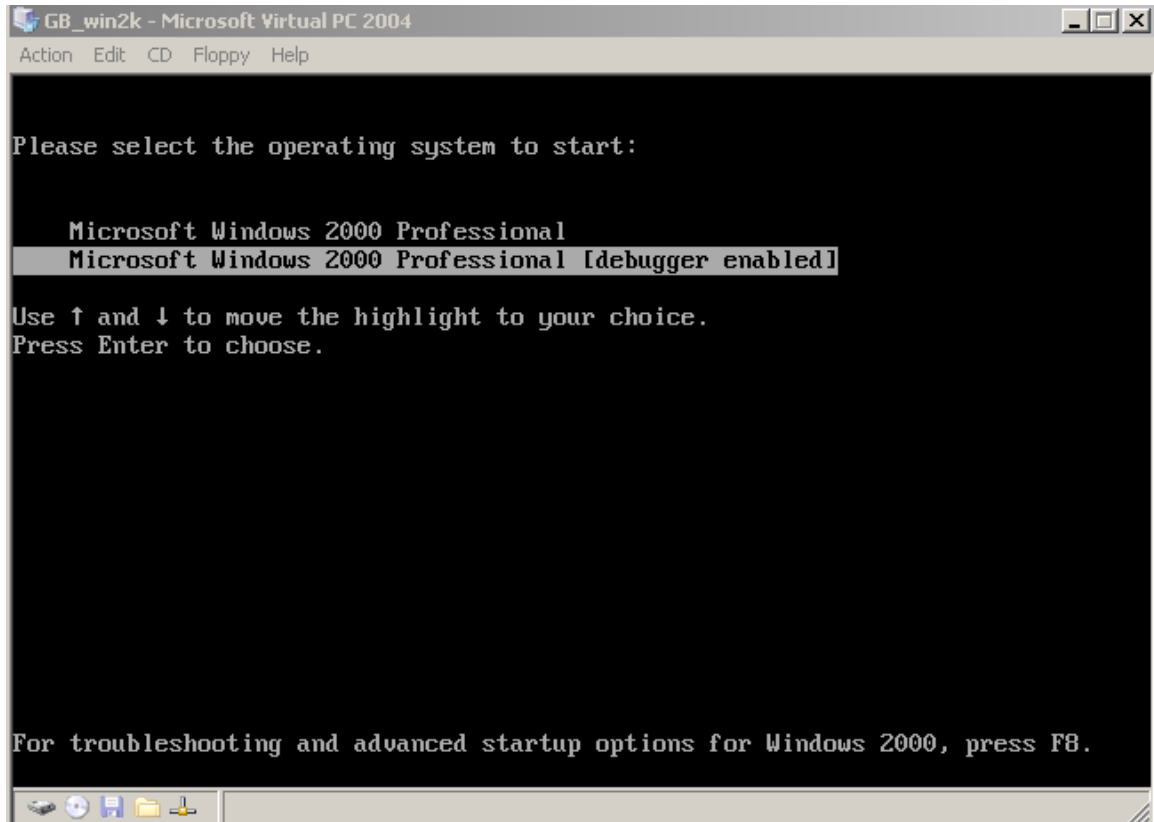 GB_win2k - Microsoft Virtual PC 2004
Action Edit CD Floppy Help
Please select the operating system to start:
Microsoft Windows 2000 Professional
Microsoft Windows 2000 Professional [debugger enabled]
Use ↑ and ↓ to move the highlight to your choice.
Press Enter to choose.
For troubleshooting and advanced startup options for Windows 2000, press F8.